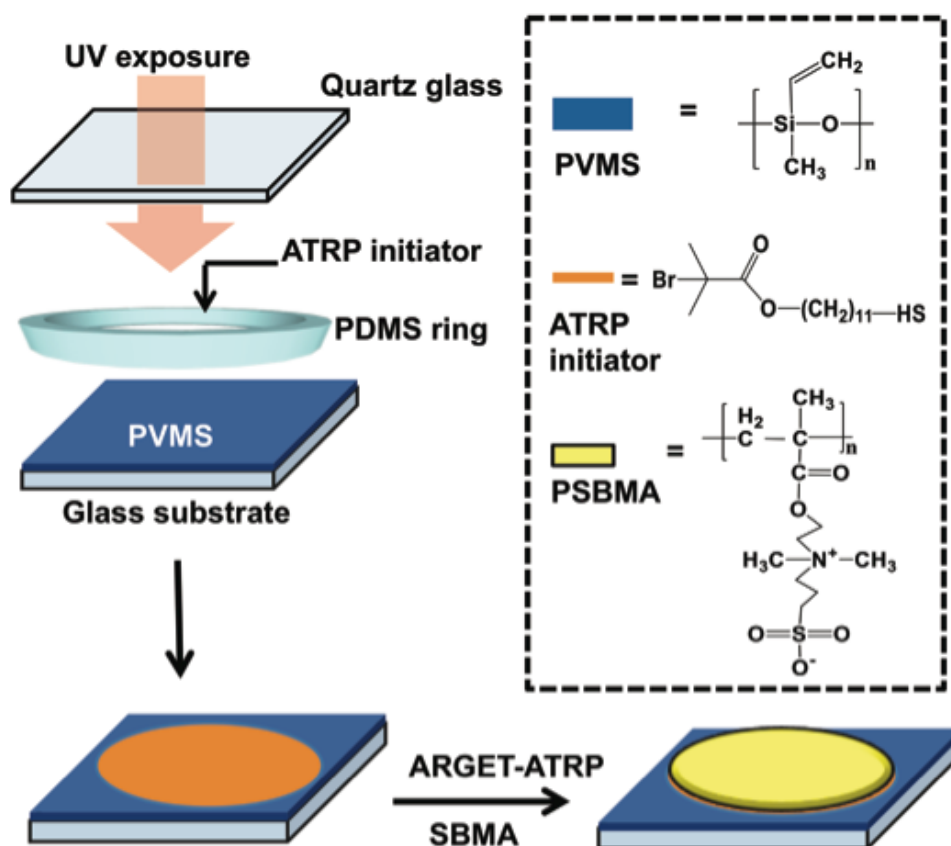 UV exposure
Quartz glass
ATRP initiator
PDMS ring
PVMS
Glass substrate
ARGET-ATRP
SBMA
PVMS
=
CH2
Si
O
CH3
n
ATRP
initiator
=
Br
O
O
(CH2)11
HS
PSBMA
=
H2
C
CH3
C
n
C
O
O
H3C
N+
CH3
O
S
O
O-